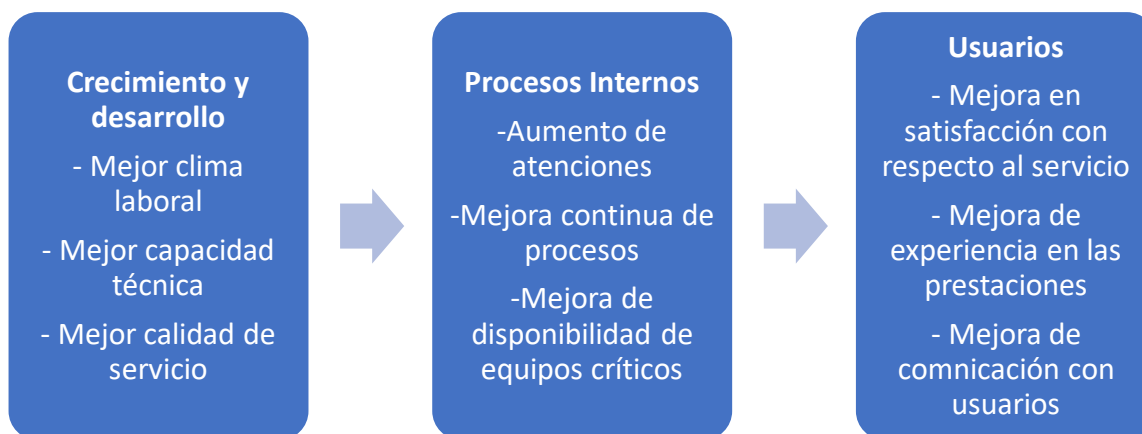 Crecimiento y
desarrollo
- Mejor clima
laboral
- Mejor capacidad
técnica
- Mejor calidad de
servicio
Procesos Internos
-Aumento de
atenciones
-Mejora continua de
procesos
-Mejora de
disponibilidad de
equipos críticos
Usuarios
- Mejora en
satisfacción con
respecto al servicio
- Mejora de
experiencia en las
prestaciones
- Mejora de
comnicación con
usuarios